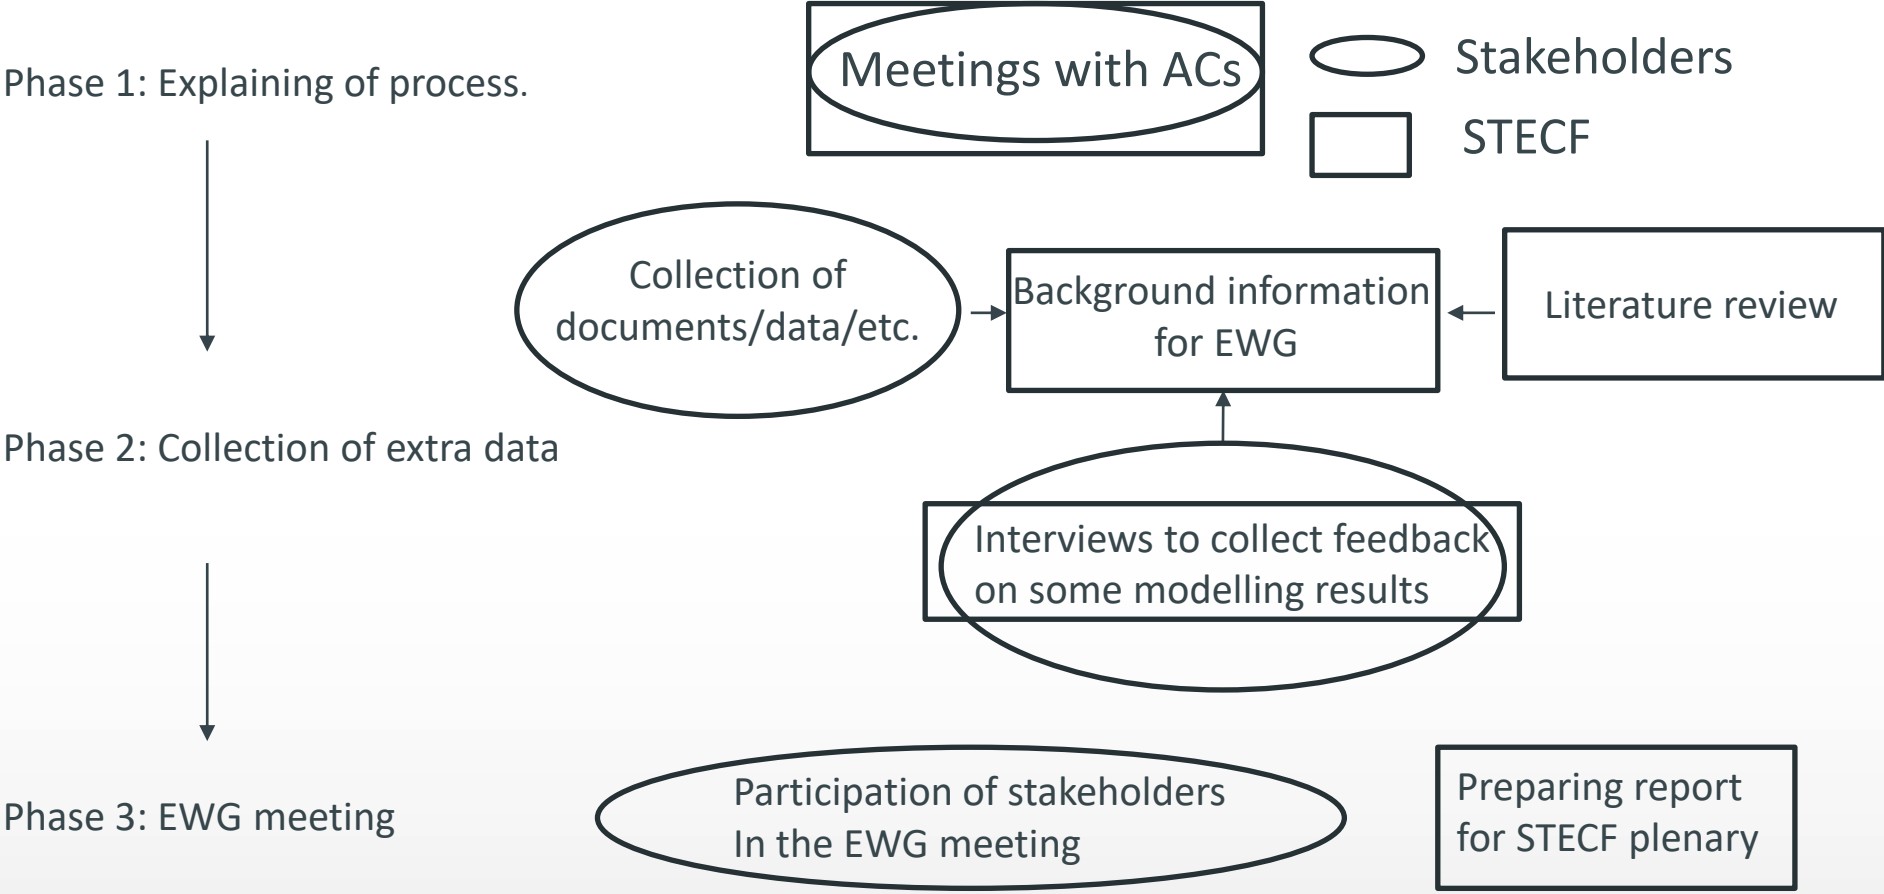 Phase 1: Explaining of process.
Meetings with ACs
Stakeholders
STECF
Collection of
documents/data/etc.
Background information
for EWG
Literature review
Phase 2: Collection of extra data
Interviews to collect feedback
on some modelling results
Phase 3: EWG meeting
Participation of stakeholders
In the EWG meeting
Preparing report
for STECF plenary